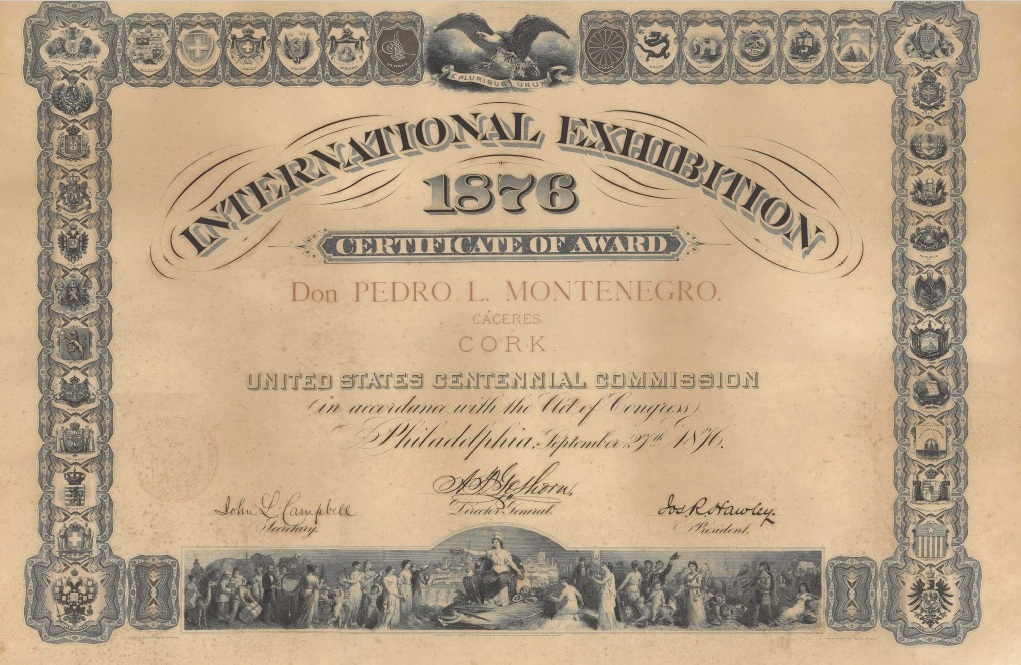 E PLURIBUS UNUM
INTERNATIONAL EXHIBITION
1876
CERTIFICATE OF AWARD
Don PEDRO L. MONTENEGRO.
CÁCERES.
CORK.
UNITED STATES CENTENNIAL COMMISSION
(in accordance with the Act of Congress)
Philadelphia, September 27th 1876.
A. T. Goshorn,
Director-General.
John L. Campbell
Secretary.
Jos R Hawley.
President.